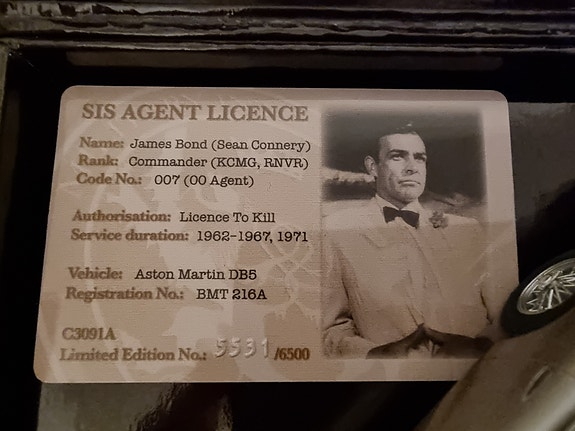 SIS AGENT LICENCE
Name: James Bond (Sean Connery)
Rank: Commander (KCMG, RNVR)
Code No.: 007 (00 Agent)
Authorisation: Licence To Kill
Service duration: 1962-1967, 1971
Vehicle: Aston Martin DB5
Registration No.: BMT 216A
C3091A
Limited Edition No.: 5531 /6500